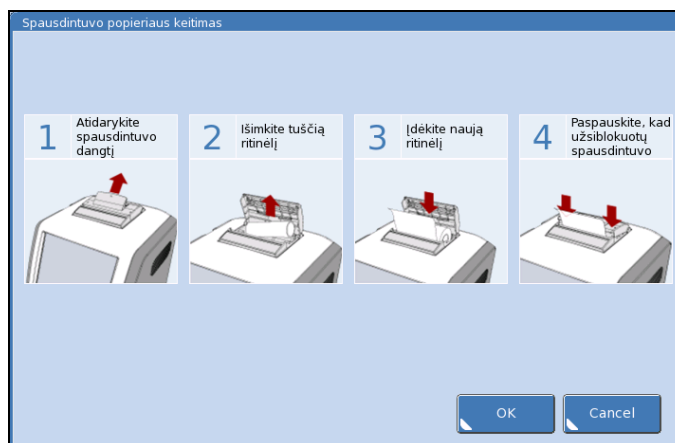 Spausdintuvo popieriaus keitimas
1
Atidarykite
spausdintuvo
dangtį
2
Išimkite tuščią
ritinėlį
3
Įdėkite naują
ritinėlį
4
Paspauskite, kad
užsiblokuotų
spausdintuvo
OK
Cancel